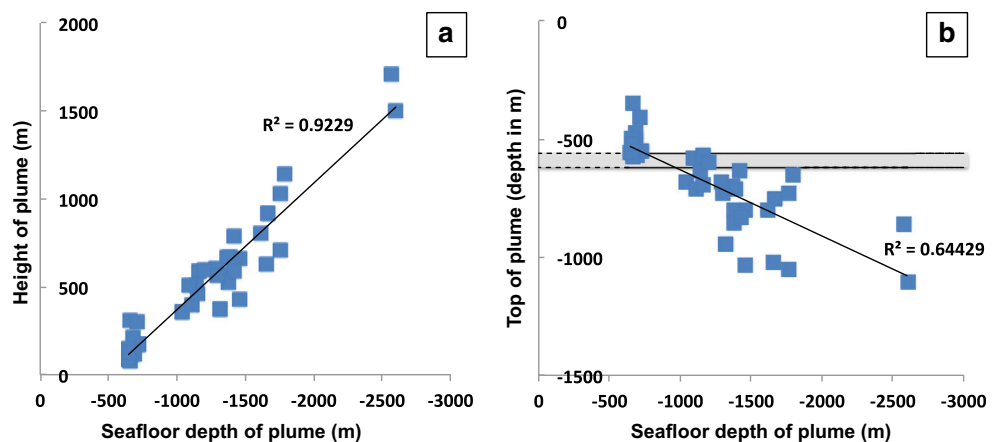 a
2000
1500
1000
500
0
Height of plume (m)
R² = 0.9229
0
-500
-1000
-1500
-2000
-2500
-3000
Seafloor depth of plume (m)
b
-0
-500
-1000
-1500
Top of plume (depth in m)
R² = 0.64429
0
-500
-1000
-1500
-2000
-2500
-3000
Seafloor depth of plume (m)